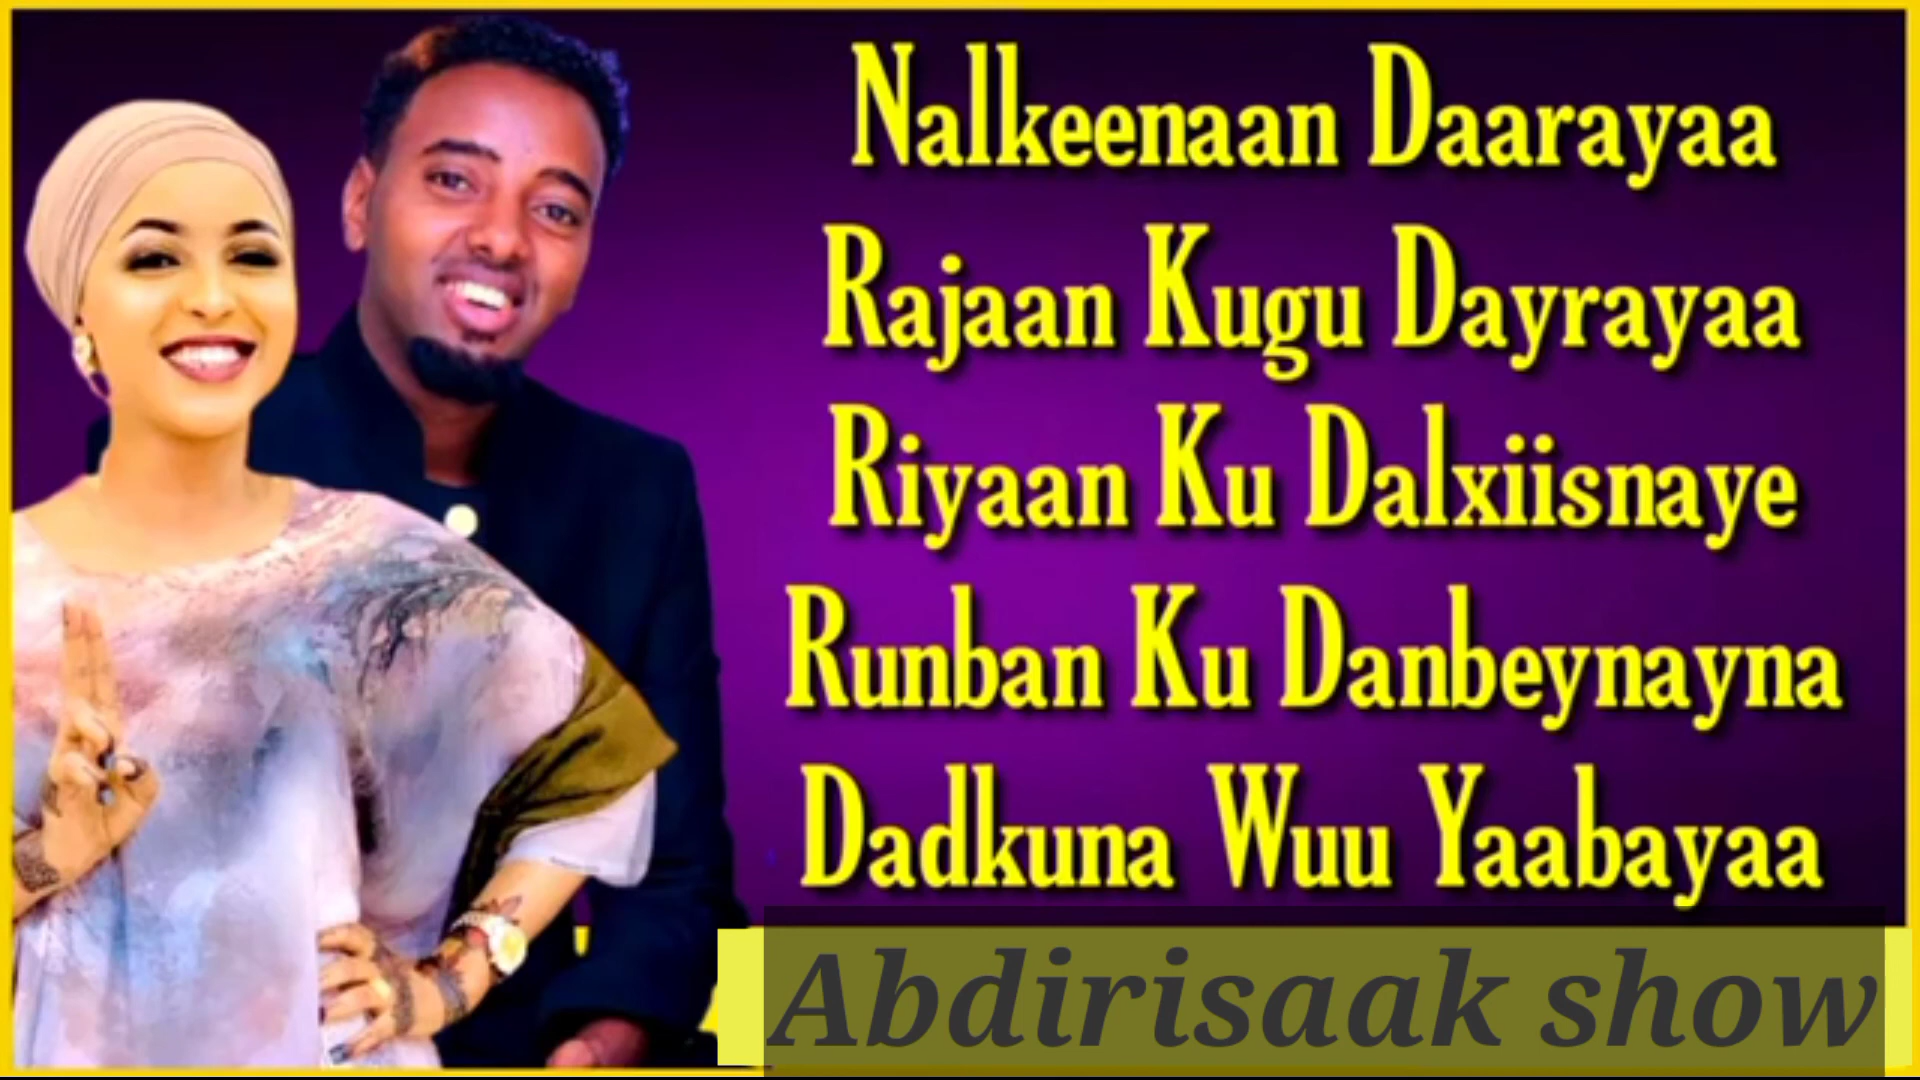 Nalkeenaan Daarayaa
Rajaan Kugu Dayrayaa
Riyaan Ku Dalxiisnaye
Runban Ku Danbeynayna
Dadkuna Wuu Yaabayaa
Abdirisaak show